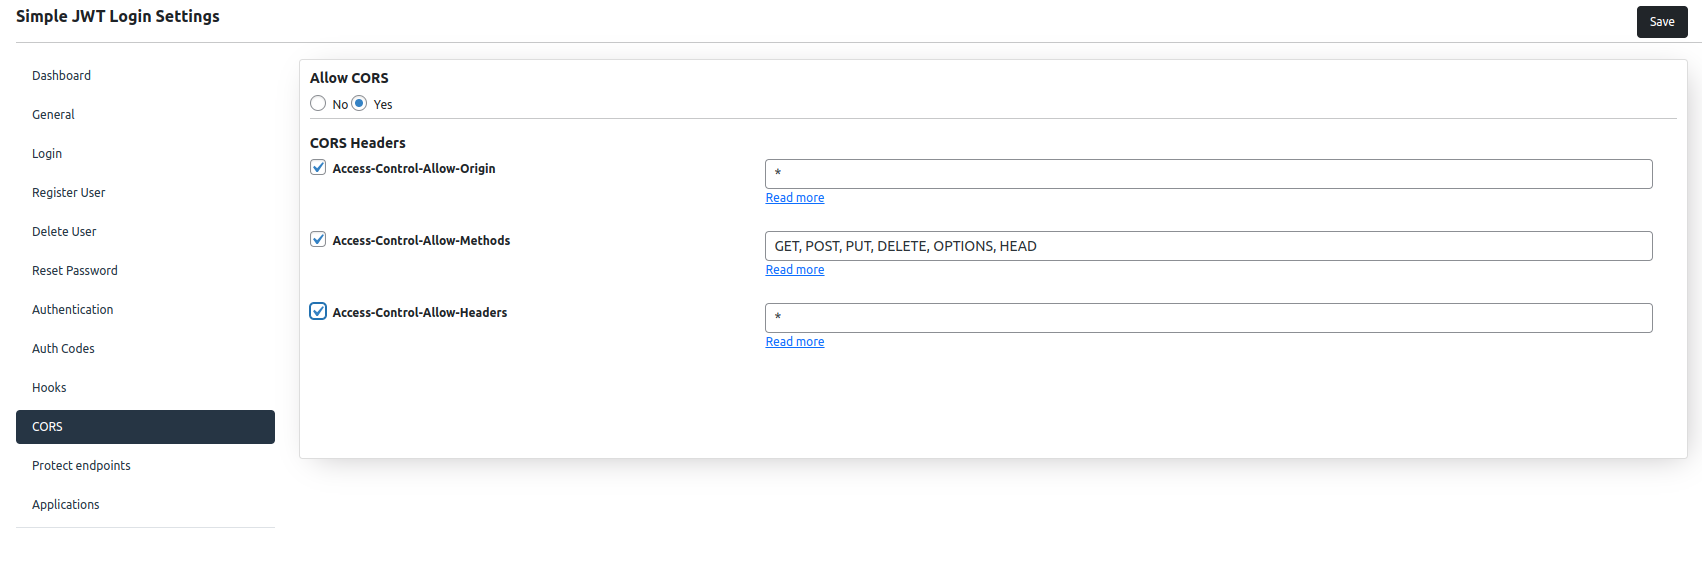 Simple JWT Login Settings
Save
Dashboard
General
Login
Register User
Delete User
Reset Password
Authentication
Auth Codes
Hooks
CORS
Protect endpoints
Applications
Allow CORS
No Yes
CORS Headers
Access-Control-Allow-Origin
*
Read more
Access-Control-Allow-Methods
GET, POST, PUT, DELETE, OPTIONS, HEAD
Read more
Access-Control-Allow-Headers
*
Read more